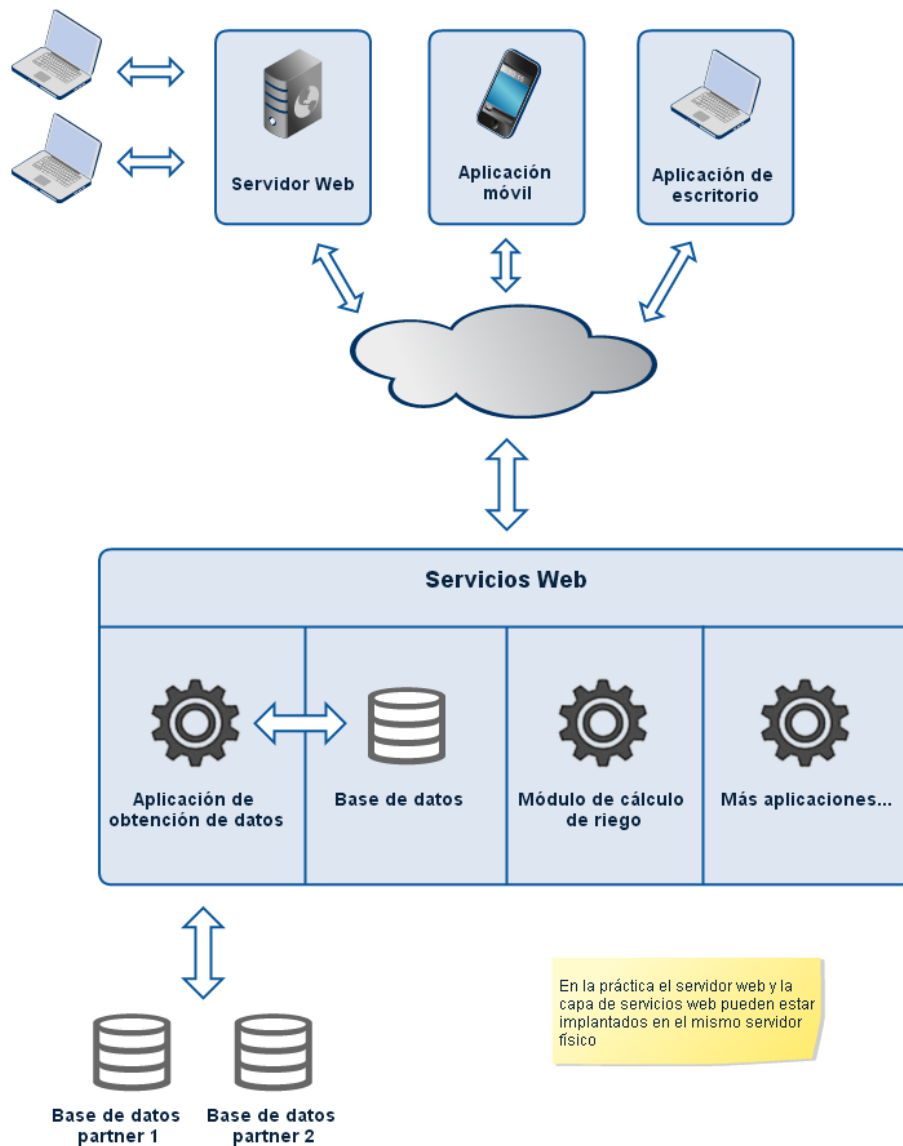 Servidor Web
Aplicación
móvil
Aplicación de
escritorio
Servicios Web
Aplicación de
obtención de datos
Base de datos
Módulo de cálculo
de riego
Más aplicaciones...
En la práctica el servidor web y la
capa de servicios web pueden estar
implantados en el mismo servidor
físico
Base de datos
partner 1
Base de datos
partner 2